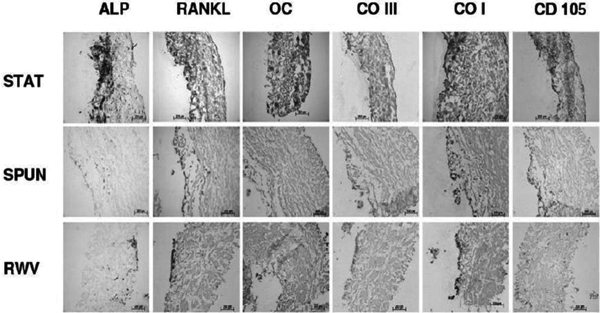 ALP RANKL OC CO III CO I CD 105
STAT
SPUN
RWV